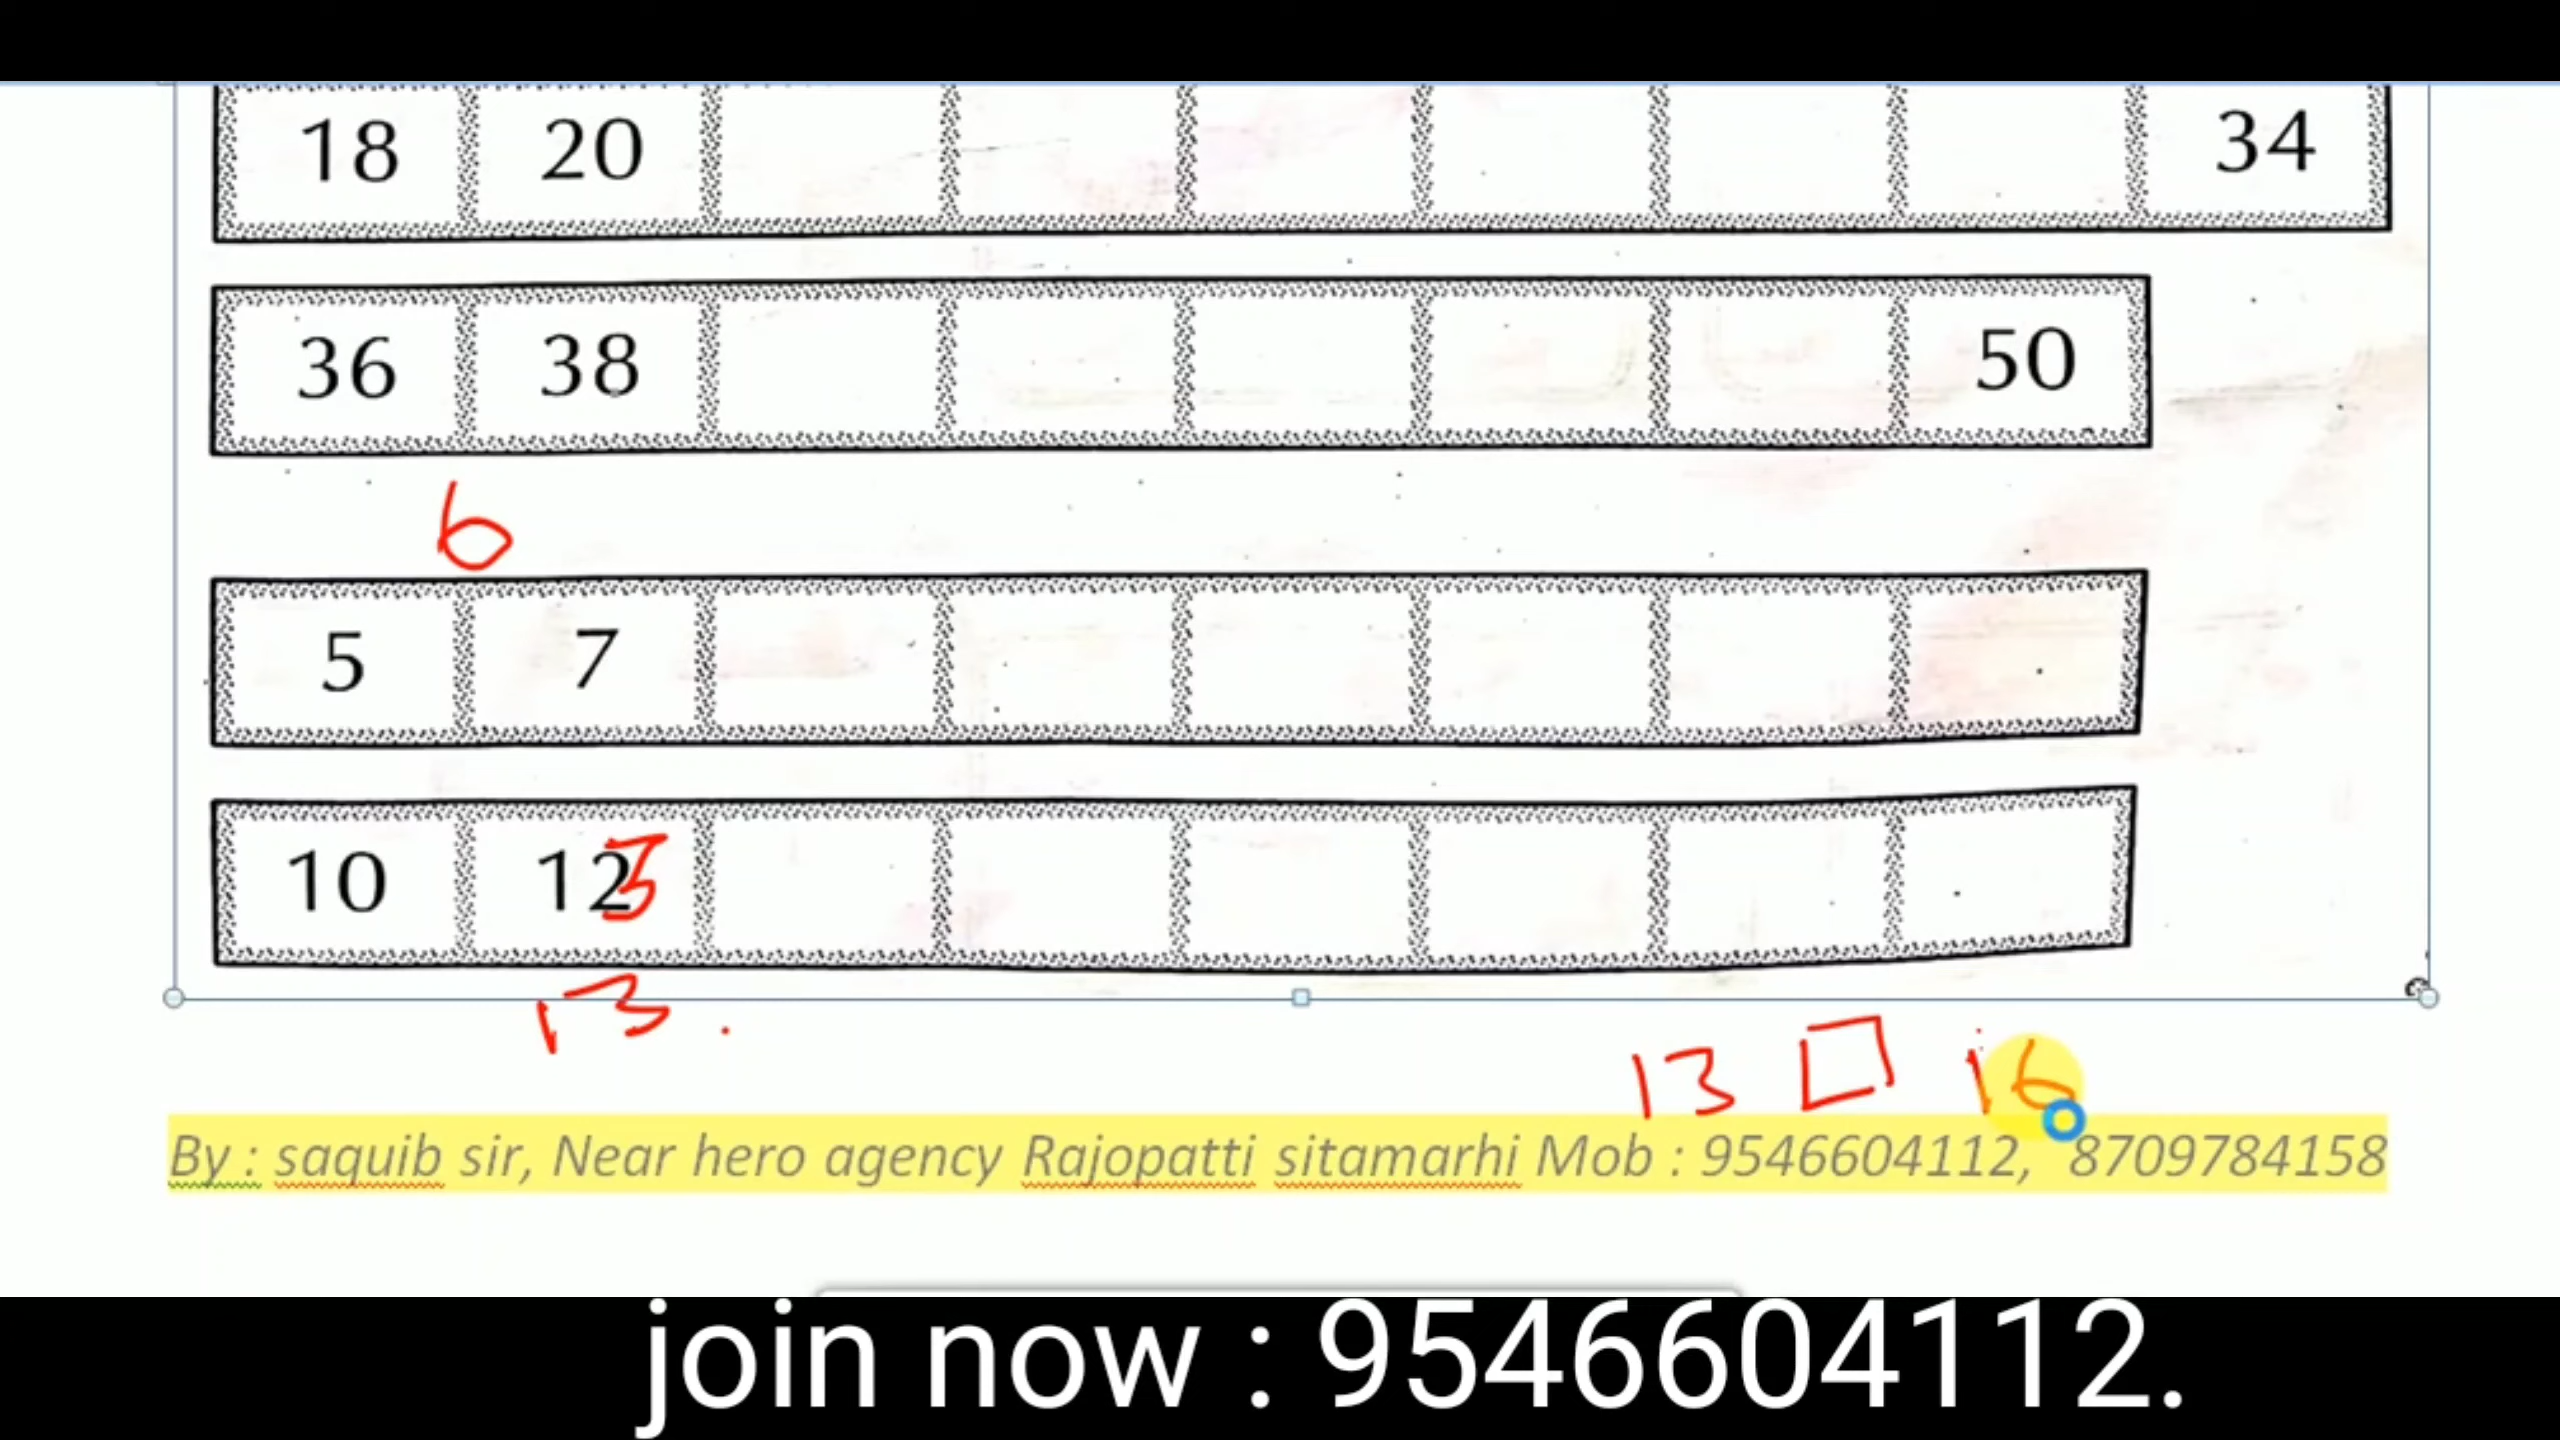 18 20 34
36 38 50
6
5 7
10 12 3
13 .
13 □ 16
By : saquib sir, Near hero agency Rajopatti sitamarhi Mob : 9546604112, 8709784158
join now : 9546604112.